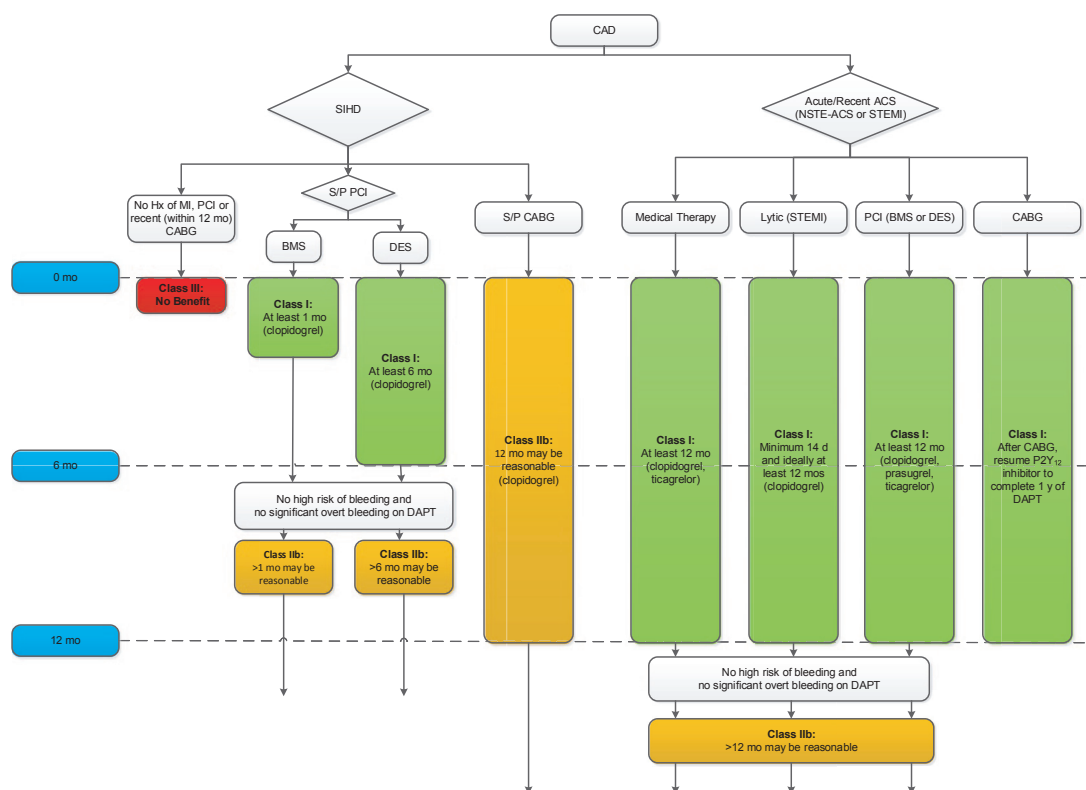 CAD
SIHD
Acute/Recent ACS
(NSTE-ACS or STEMI)
No Hx of MI, PCI or
recent (within 12 mo)
CABG
S/P PCI
S/P CABG
Medical Therapy
Lytic (STEMI)
PCI (BMS or DES)
CABG
BMS
DES
0 mo
Class III:
No Benefit
Class I:
At least 1 mo
(clopidogrel)
Class I:
At least 6 mo
(clopidogrel)
Class IIb:
12 mo may be
reasonable
(clopidogrel)
Class I:
At least 12 mo
(clopidogrel,
ticagrelor)
Class I:
Minimum 14 d
and ideally at
least 12 mos
(clopidogrel)
Class I:
At least 12 mo
(clopidogrel,
prasugrel,
ticagrelor)
Class I:
After CABG,
resume P2Y₁₂
inhibitor to
complete 1 y of
DAPT
6 mo
No high risk of bleeding and
no significant overt bleeding on DAPT
Class IIb:
>1 mo may be
reasonable
Class IIb:
>6 mo may be
reasonable
12 mo
No high risk of bleeding and
no significant overt bleeding on DAPT
Class IIb:
>12 mo may be reasonable